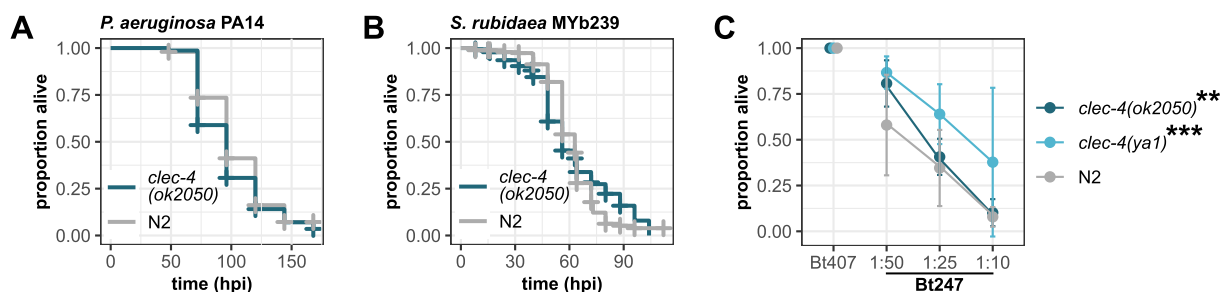 A
P. aeruginosa PA14
proportion alive
1.00
0.75
0.50
0.25
0.00
clec-4
(ok2050)
N2
0
50
100
150
time (hpi)
B
S. rubidaea MYb239
proportion alive
1.00
0.75
0.50
0.25
0.00
clec-4
(ok2050)
N2
0
30
60
90
time (hpi)
C
proportion alive
1.00
0.75
0.50
0.25
0.00
Bt407
1:50
1:25
1:10
Bt247
clec-4(ok2050)**
clec-4(ya1)***
N2